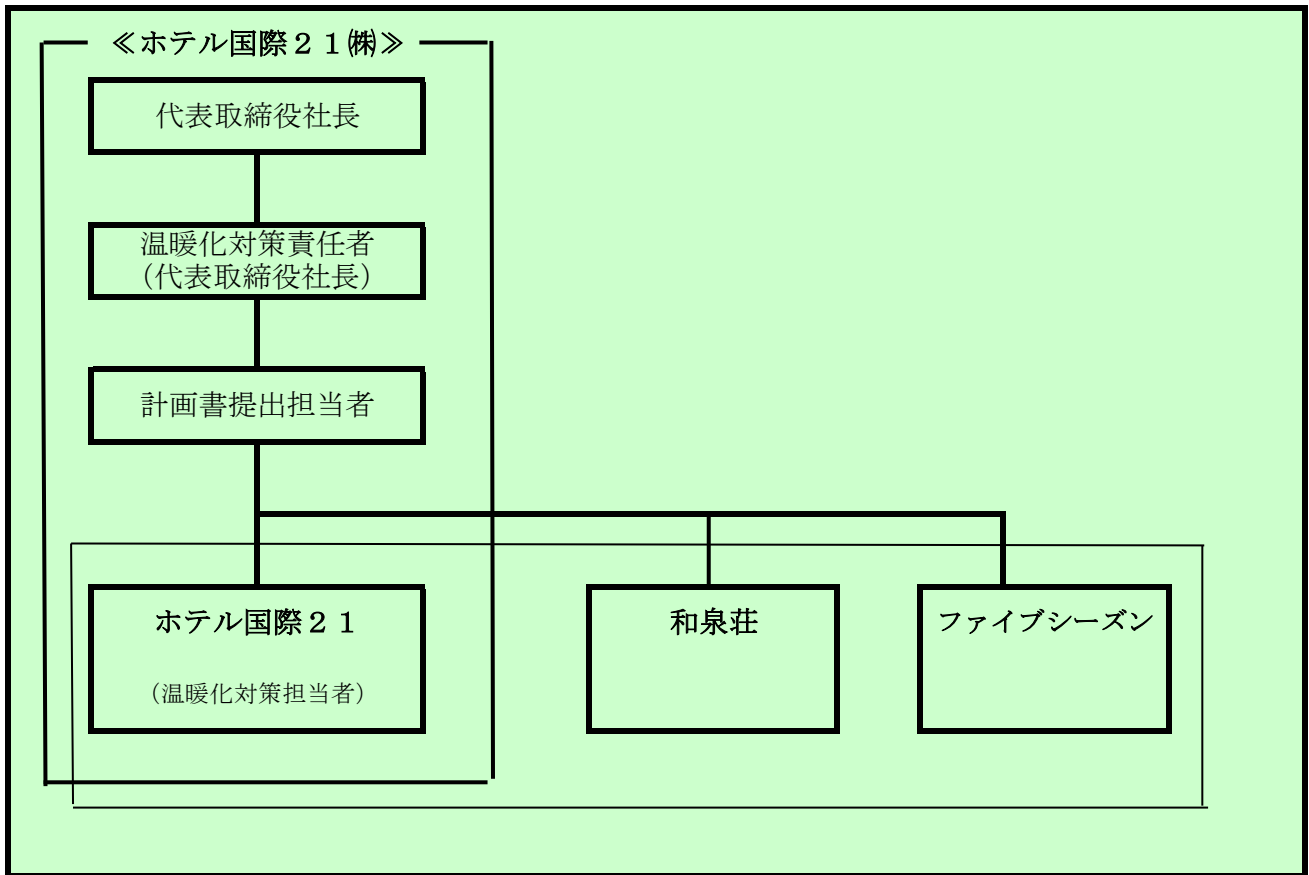 ≪ホテル国際２１㈱≫
代表取締役社長
温暖化対策責任者
（代表取締役社長）
計画書提出担当者
ホテル国際２１
和泉荘
ファイブシーズン
（温暖化対策担当者）